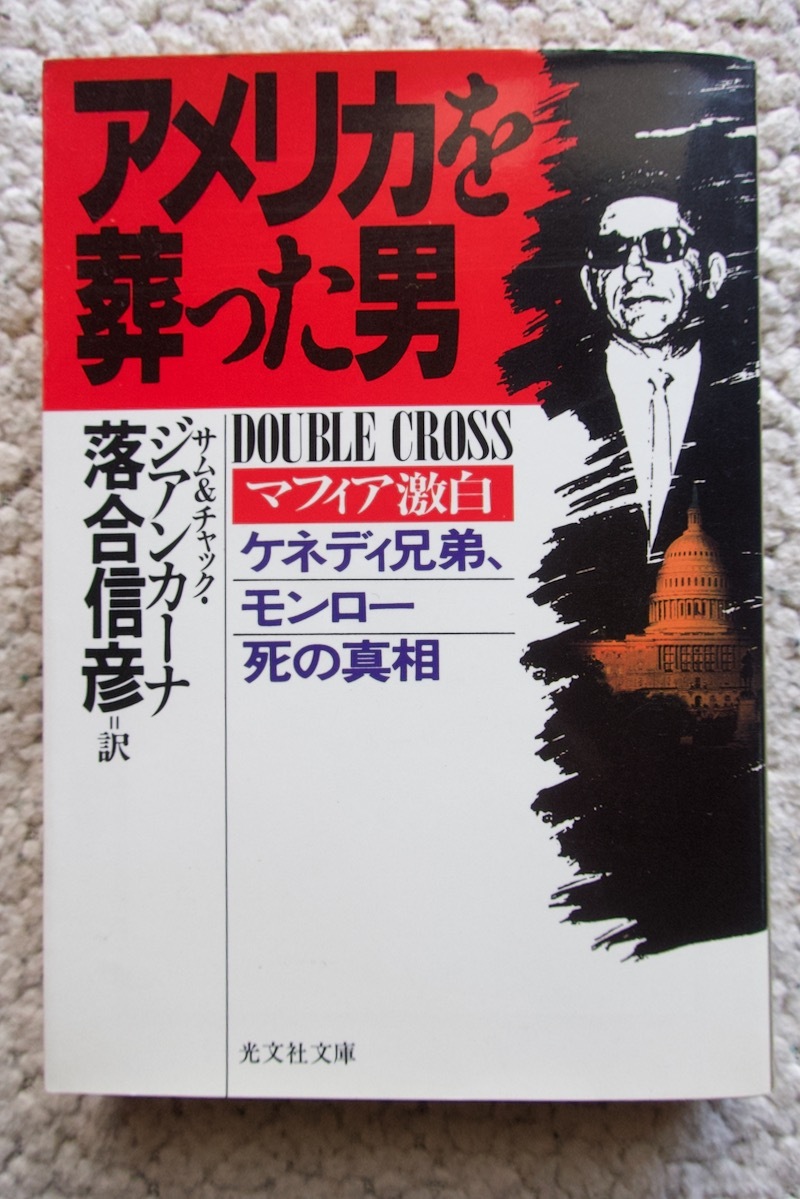 アメリカを
葬った男
DOUBLE CROSS
マフィア激白
ケネディ兄弟、
モンロー
死の真相
サム&チャック・
ジアンカーナ
落合信彦=訳
光文社文庫